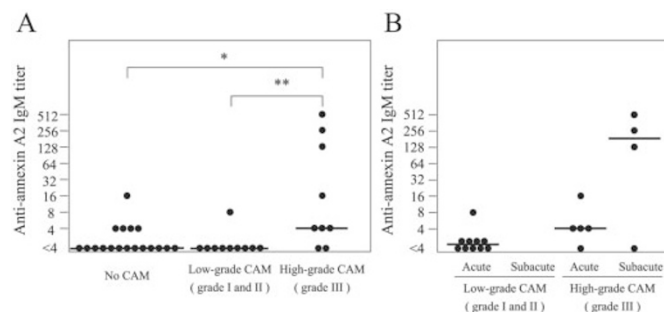 A
Anti-annexin A2 IgM titer
512
256
128
64
32
16
8
4
<4
*
**
No CAM
Low-grade CAM
( grade I and II )
High-grade CAM
( grade III )
B
Anti-annexin A2 IgM titer
512
256
128
64
32
16
8
4
<4
Acute
Subacute
Acute
Subacute
Low-grade CAM
( grade I and II )
High-grade CAM
( grade III )